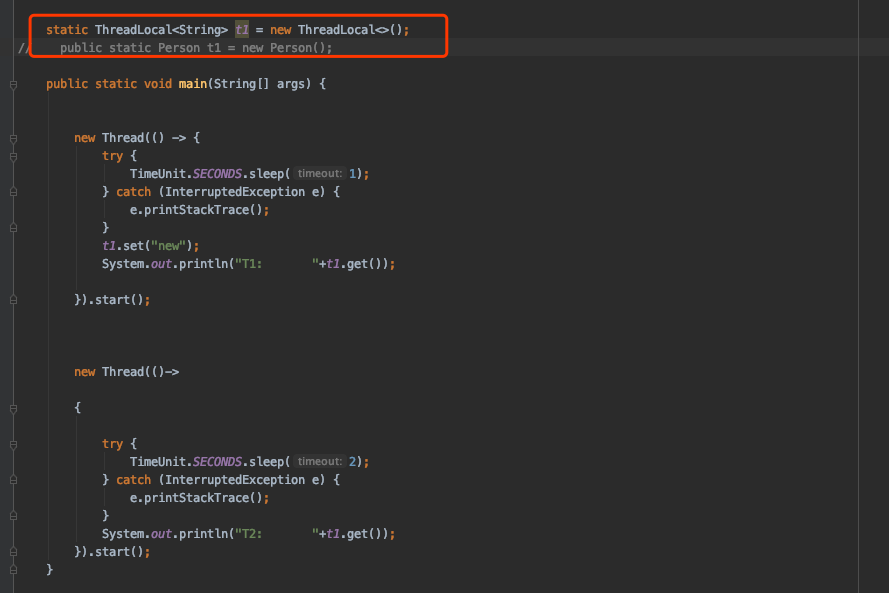 static ThreadLocal<String> t1 = new ThreadLocal<>();
// public static Person t1 = new Person();
public static void main(String[] args) {
new Thread(() -> {
try {
TimeUnit.SECONDS.sleep( timeout: 1);
} catch (InterruptedException e) {
e.printStackTrace();
}
t1.set("new");
System.out.println("T1:       "+t1.get());
}).start();
new Thread(()->
{
try {
TimeUnit.SECONDS.sleep( timeout: 2);
} catch (InterruptedException e) {
e.printStackTrace();
}
System.out.println("T2:       "+t1.get());
}).start();
}